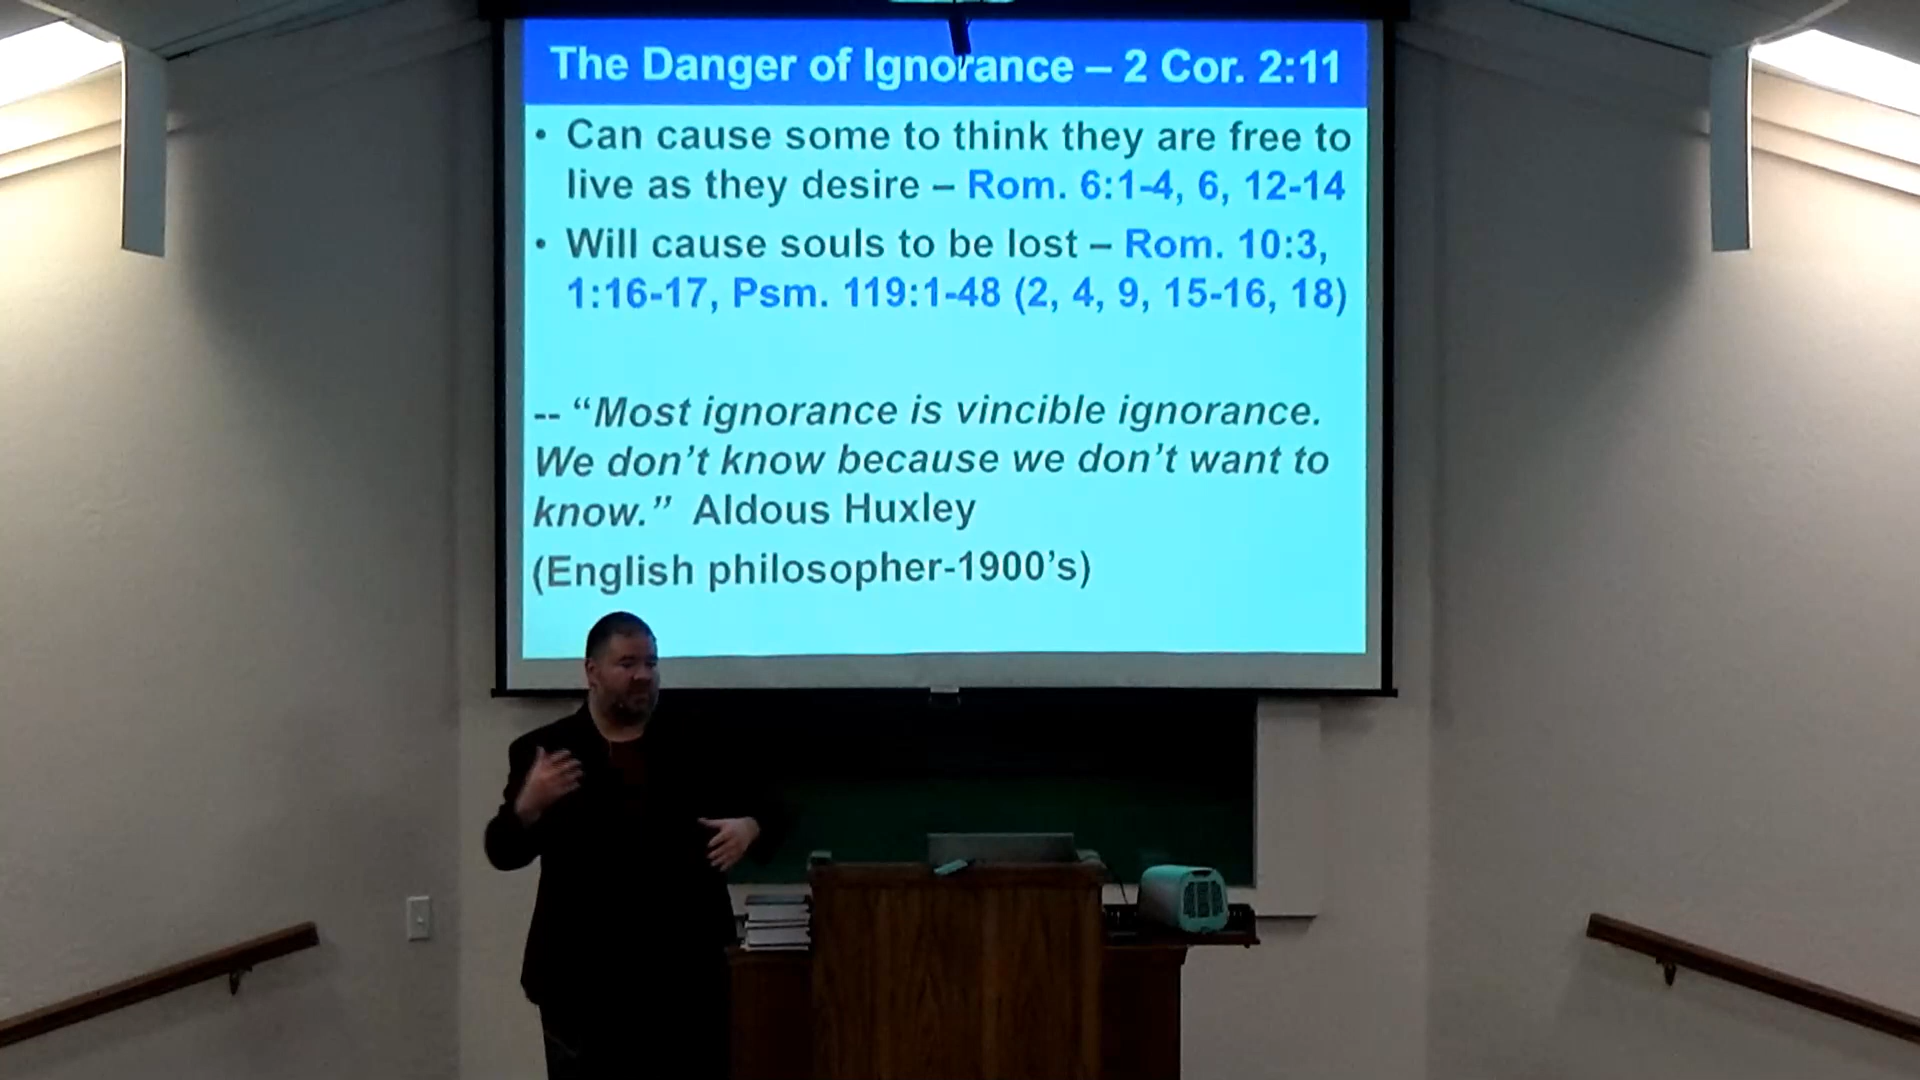 The Danger of Ignorance – 2 Cor. 2:11
• Can cause some to think they are free to
live as they desire – Rom. 6:1-4, 6, 12-14
• Will cause souls to be lost – Rom. 10:3,
1:16-17, Psm. 119:1-48 (2, 4, 9, 15-16, 18)
-- “Most ignorance is vincible ignorance.
We don’t know because we don’t want to
know.” Aldous Huxley
(English philosopher-1900’s)